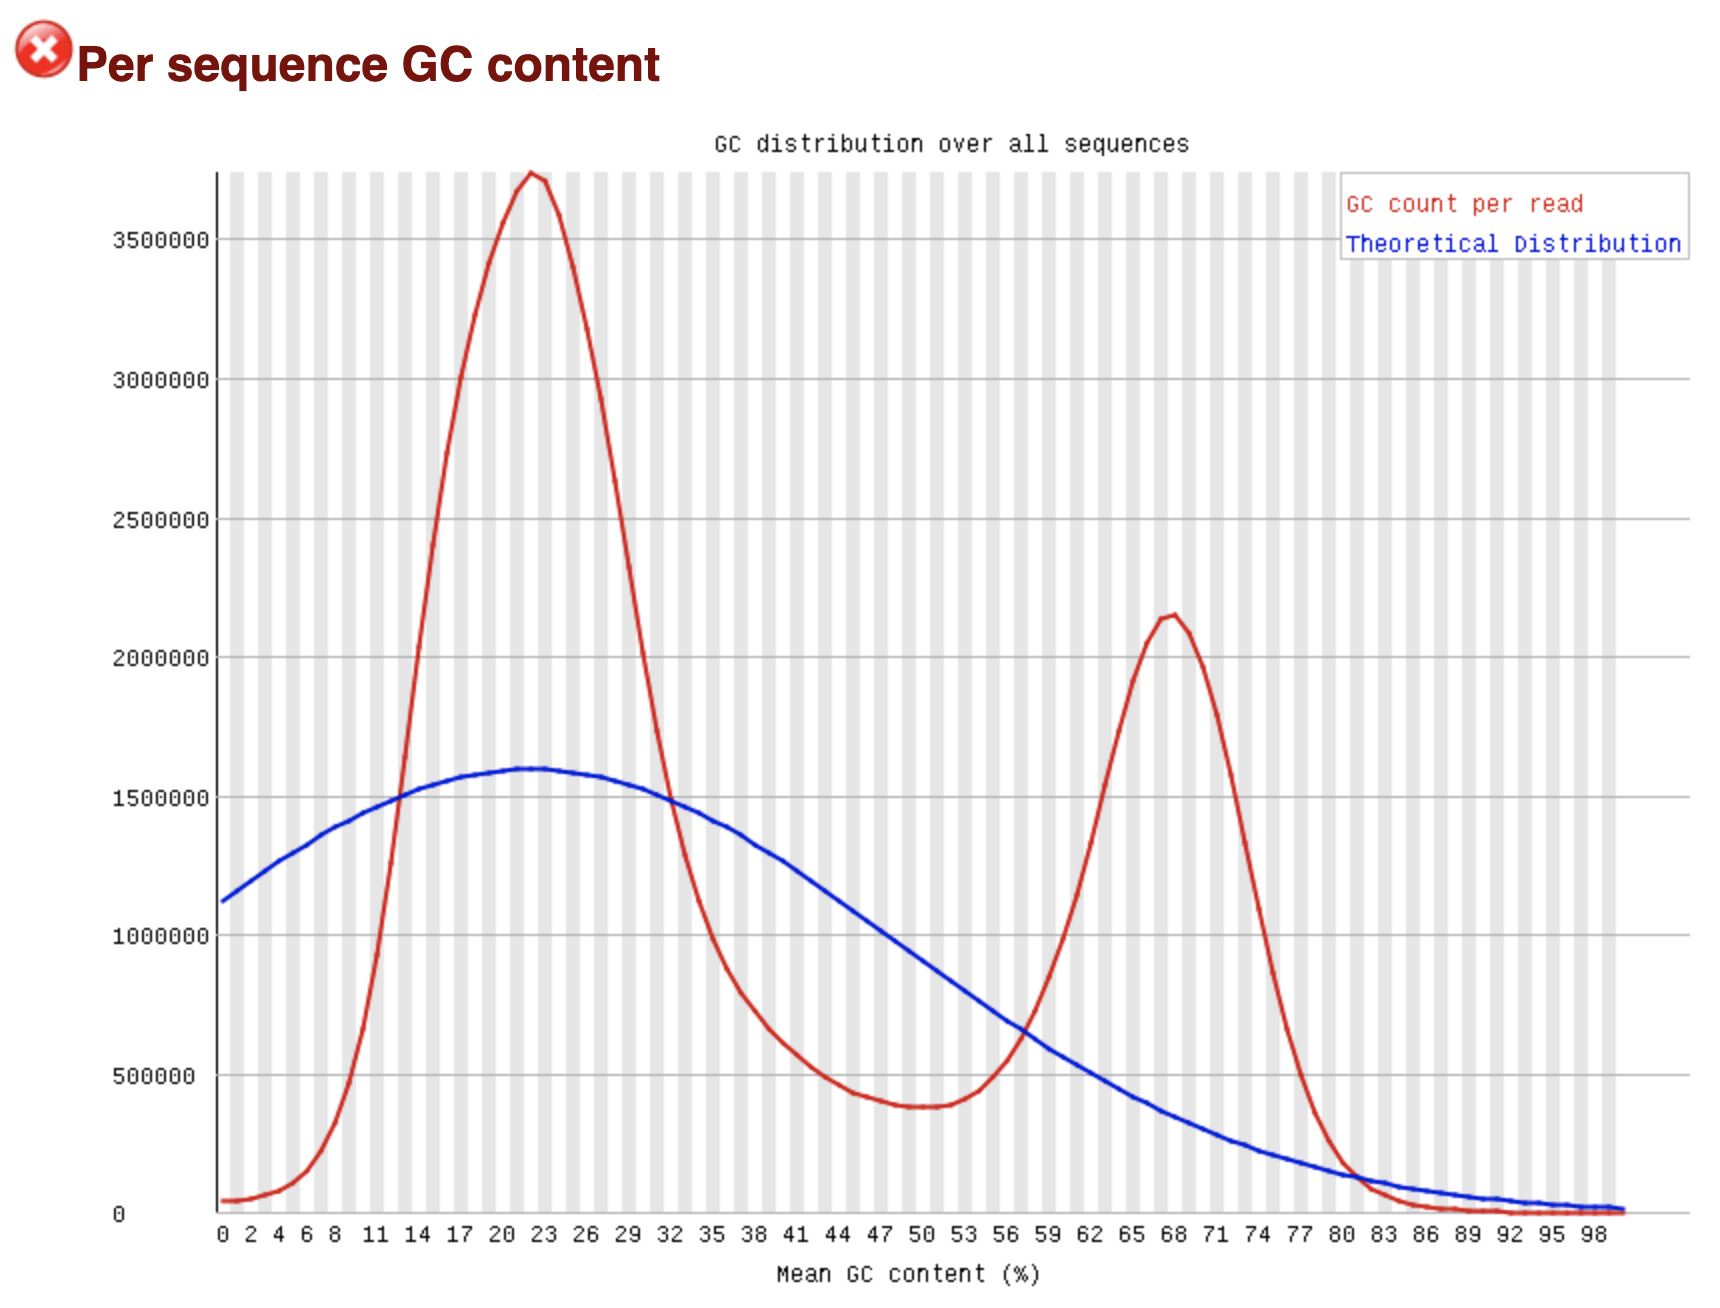 Per sequence GC content
GC distribution over all sequences
GC count per read
Theoretical Distribution
3500000
3000000
2500000
2000000
1500000
1000000
500000
0
0 2 4 6 8 11 14 17 20 23 26 29 32 35 38 41 44 47 50 53 56 59 62 65 68 71 74 77 80 83 86 89 92 95 98
Mean GC content (%)